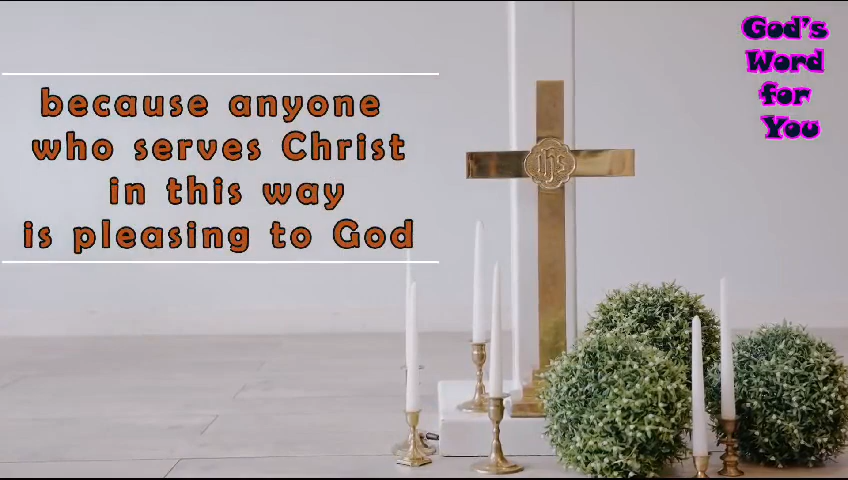 because anyone
who serves Christ
in this way
is pleasing to God
God's
Word
for
You
ihs